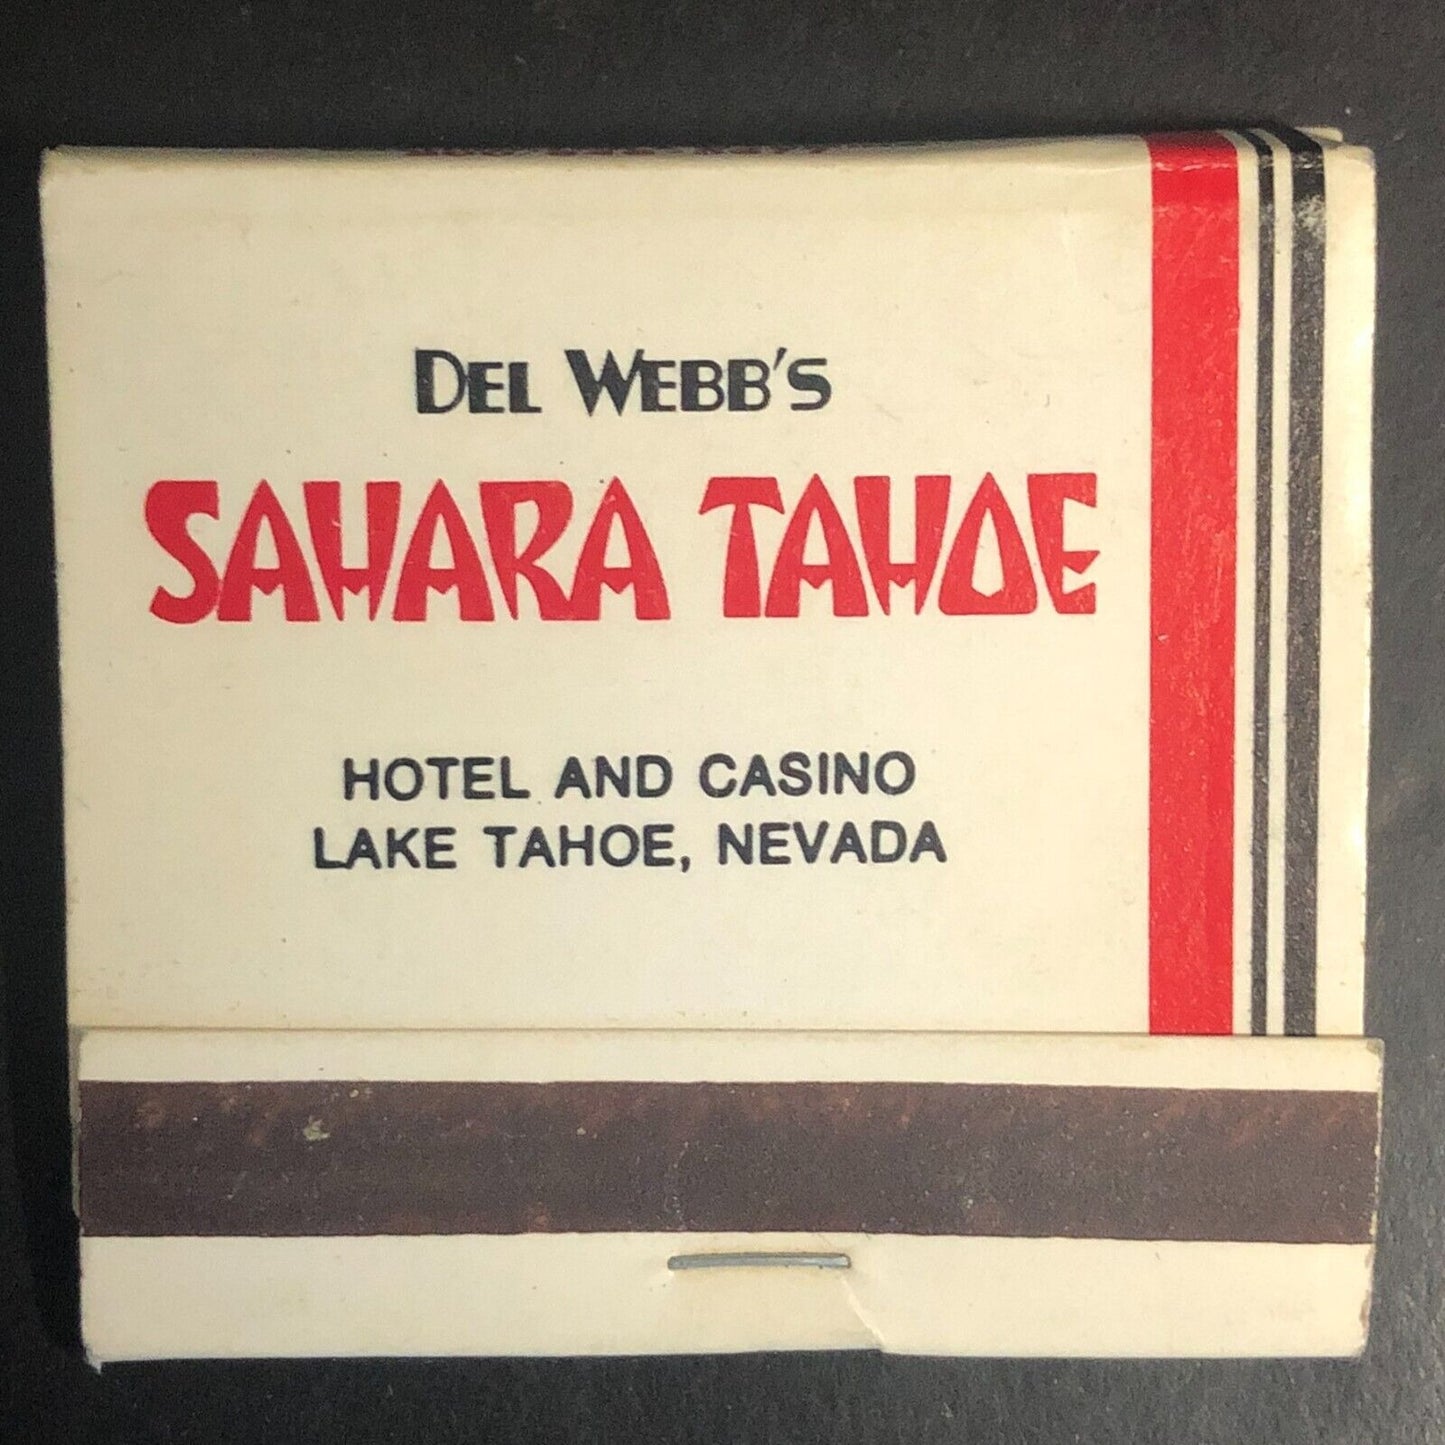 DEL WEBB'S
SAHARA TAHOE
HOTEL AND CASINO
LAKE TAHOE, NEVADA